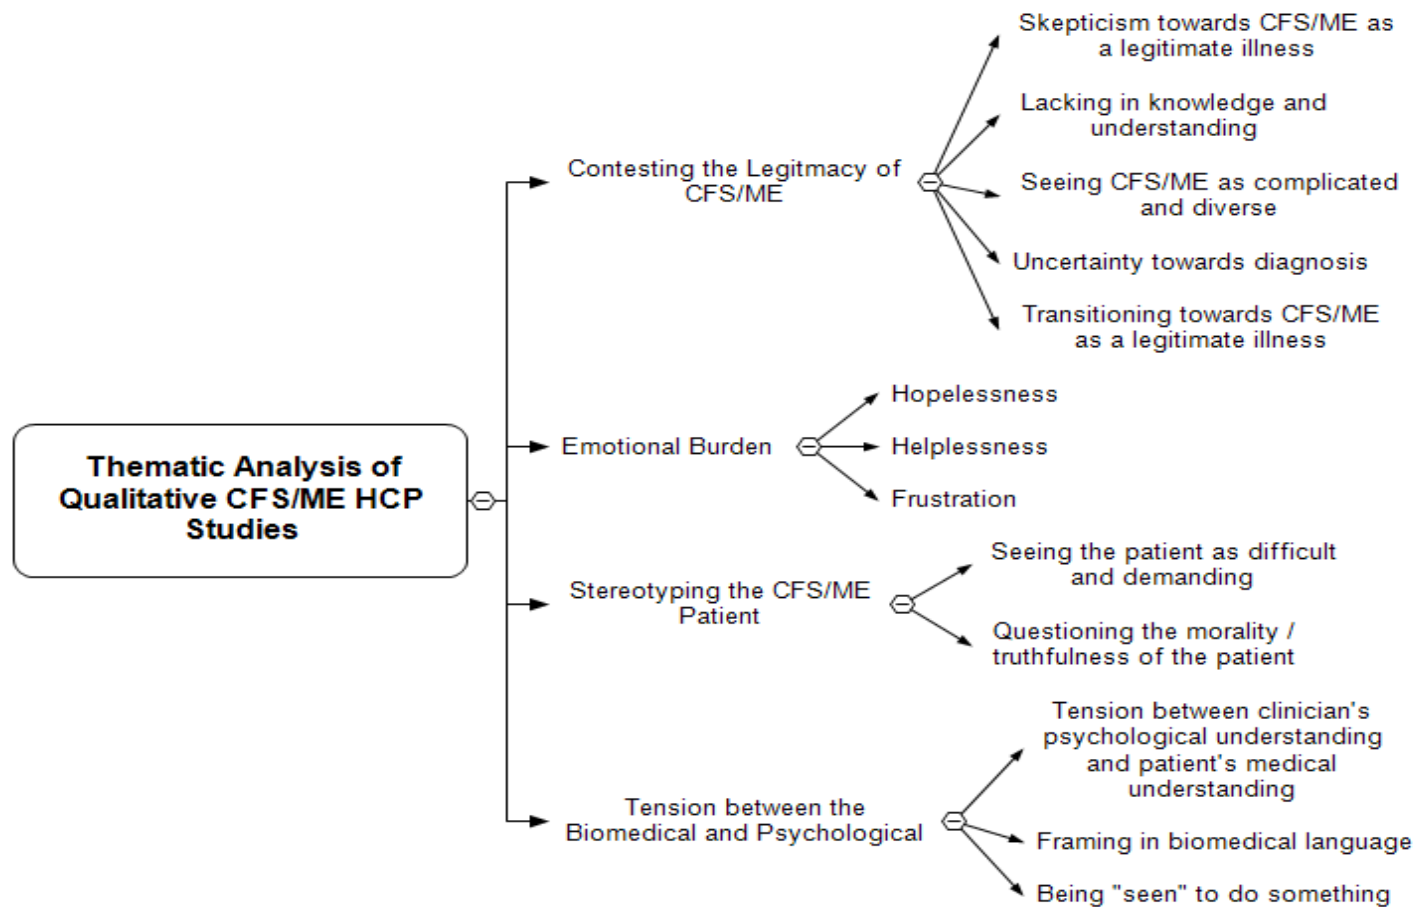 Thematic Analysis of
Qualitative CFS/ME HCP
Studies
Contesting the Legitmacy of
CFS/ME
Skepticism towards CFS/ME as
a legitimate illness
Lacking in knowledge and
understanding
Seeing CFS/ME as complicated
and diverse
Uncertainty towards diagnosis
Transitioning towards CFS/ME
as a legitimate illness
Emotional Burden
Hopelessness
Helplessness
Frustration
Stereotyping the CFS/ME
Patient
Seeing the patient as difficult
and demanding
Questioning the morality /
truthfulness of the patient
Tension between the
Biomedical and Psychological
Tension between clinician's
psychological understanding
and patient's medical
understanding
Framing in biomedical language
Being "seen" to do something